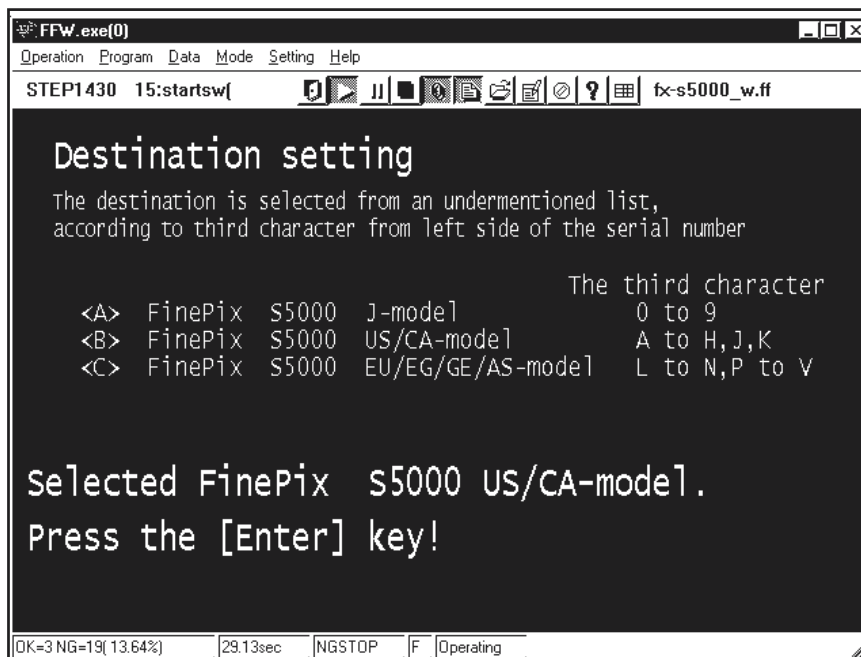 FFW.exe(0)
Operation Program Data Mode Setting Help
STEP1430 15:startsw( fx-s5000_w.ff
Destination setting
The destination is selected from an undermentioned list,
according to third character from left side of the serial number
The third character
<A> FinePix S5000 J-model 0 to 9
<B> FinePix S5000 US/CA-model A to H,J,K
<C> FinePix S5000 EU/EG/GE/AS-model L to N,P to V
Selected FinePix S5000 US/CA-model.
Press the [Enter] key!
OK=3 NG=19( 13.64%) 29.13sec NGSTOP F Operating